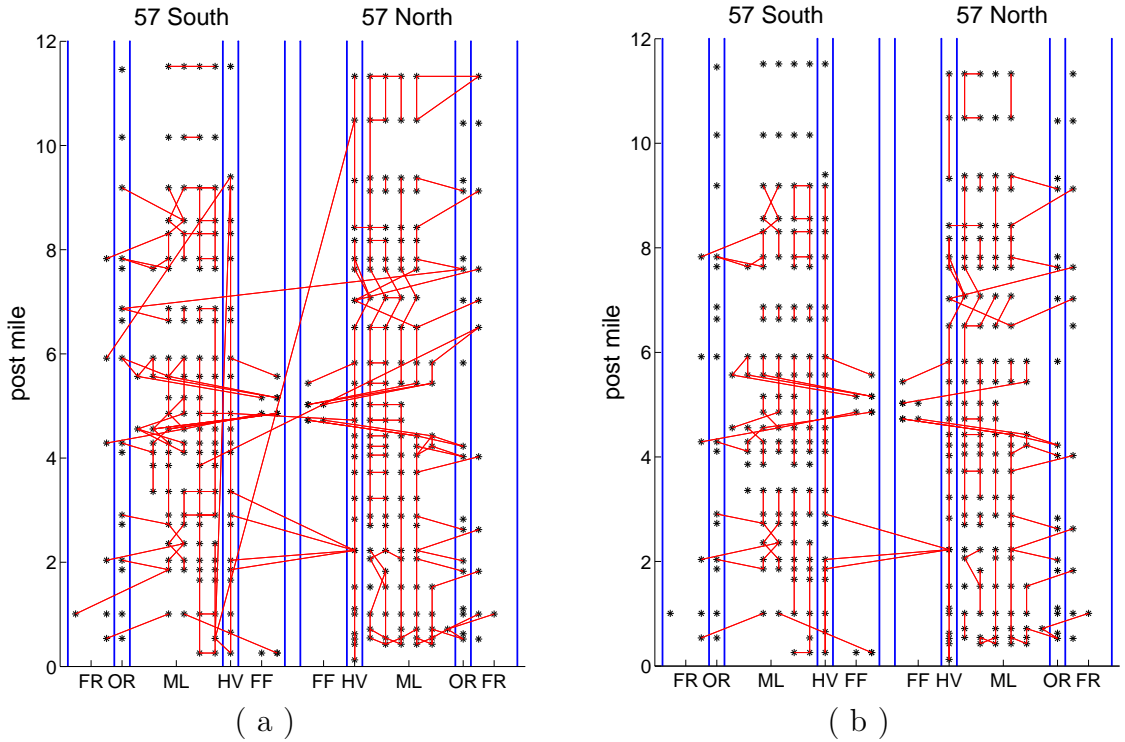 57 South 57 North
12
10
8
6
4
2
0
post mile
FR OR ML HV FF FF HV ML OR FR
( a )
57 South 57 North
12
10
8
6
4
2
0
post mile
FR OR ML HV FF FF HV ML OR FR
( b )